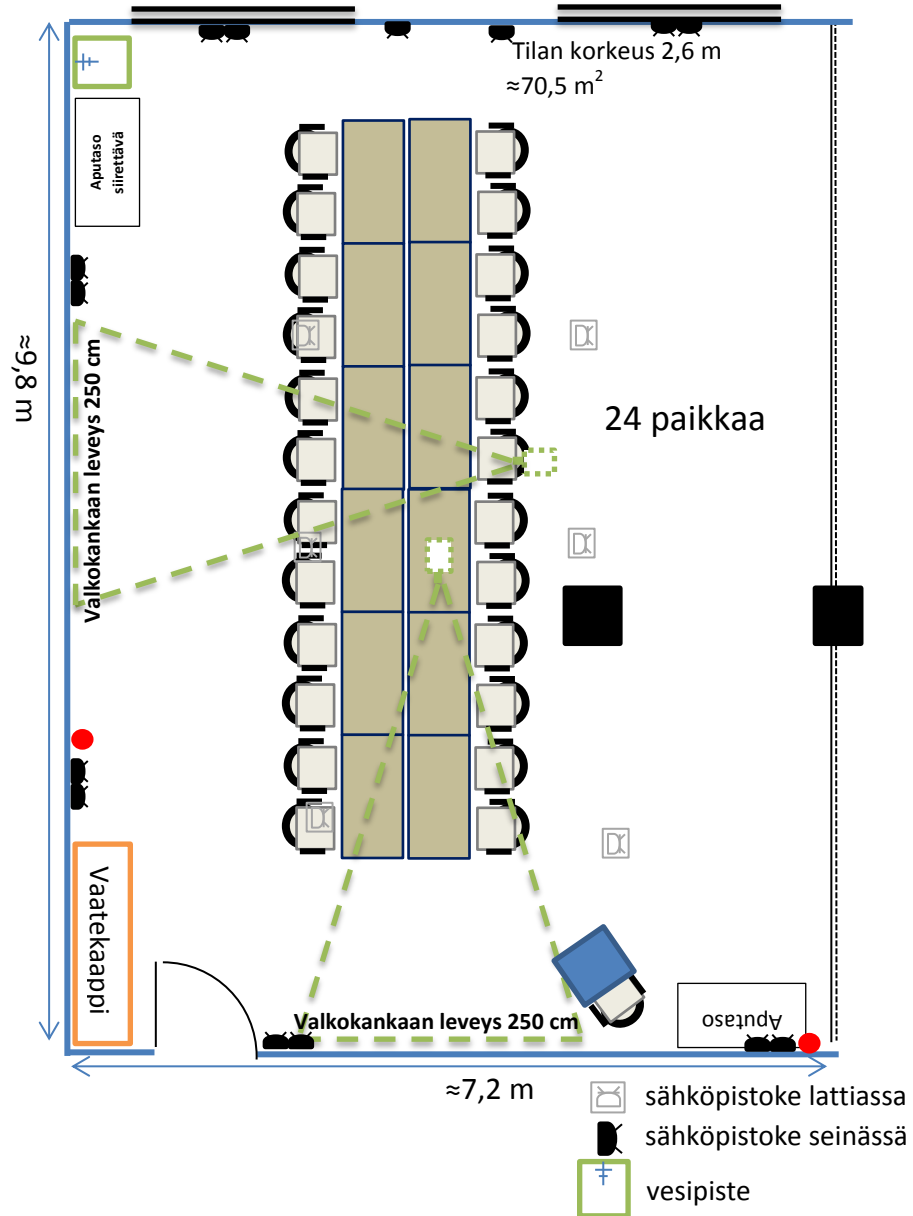 Tilan korkeus 2,6 m
≈70,5 m²
Aputaso
siirettävä
≈9,8 m
Valkokankaan leveys 250 cm
24 paikkaa
Vaatekaappi
Valkokankaan leveys 250 cm
Aputaso
≈7,2 m
sähköpistoke lattiassa
sähköpistoke seinässä
vesipiste